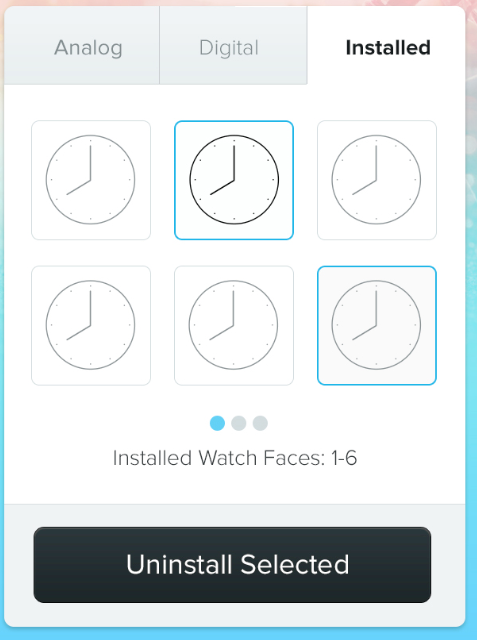 Analog
Digital
Installed
Installed Watch Faces: 1-6
Uninstall Selected